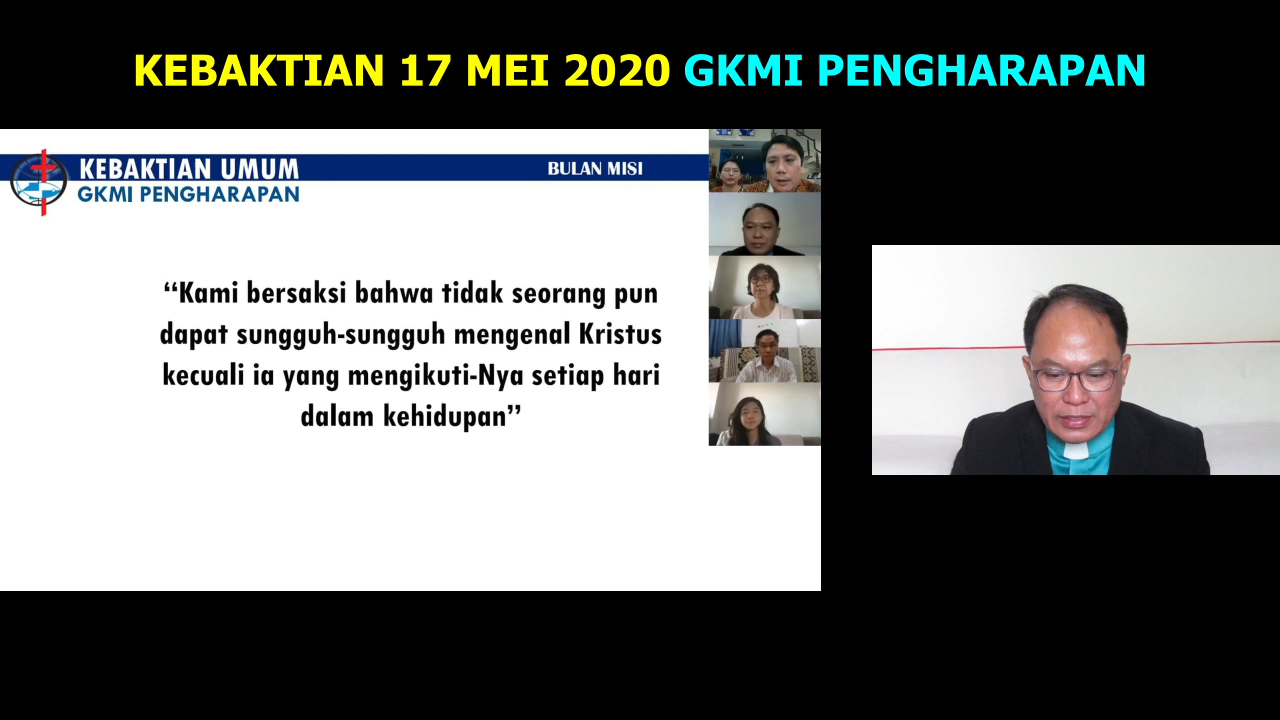 KEBAKTIAN 17 MEI 2020 GKMI PENGHARAPAN
KEBAKTIAN UMUM
BULAN MISI
GKMI PENGHARAPAN
“Kami bersaksi bahwa tidak seorang pun
dapat sungguh-sungguh mengenal Kristus
kecuali ia yang mengikuti-Nya setiap hari
dalam kehidupan”